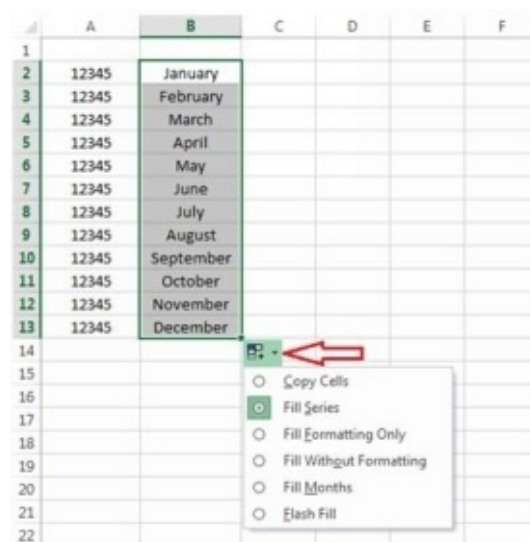 A B C D E F
1
2 12345 January
3 12345 February
4 12345 March
5 12345 April
6 12345 May
7 12345 June
8 12345 July
9 12345 August
10 12345 September
11 12345 October
12 12345 November
13 12345 December
14
15 Copy Cells
16 Fill Series
17
18 Fill Formatting Only
19 Fill Without Formatting
20 Fill Months
21 Flash Fill
22